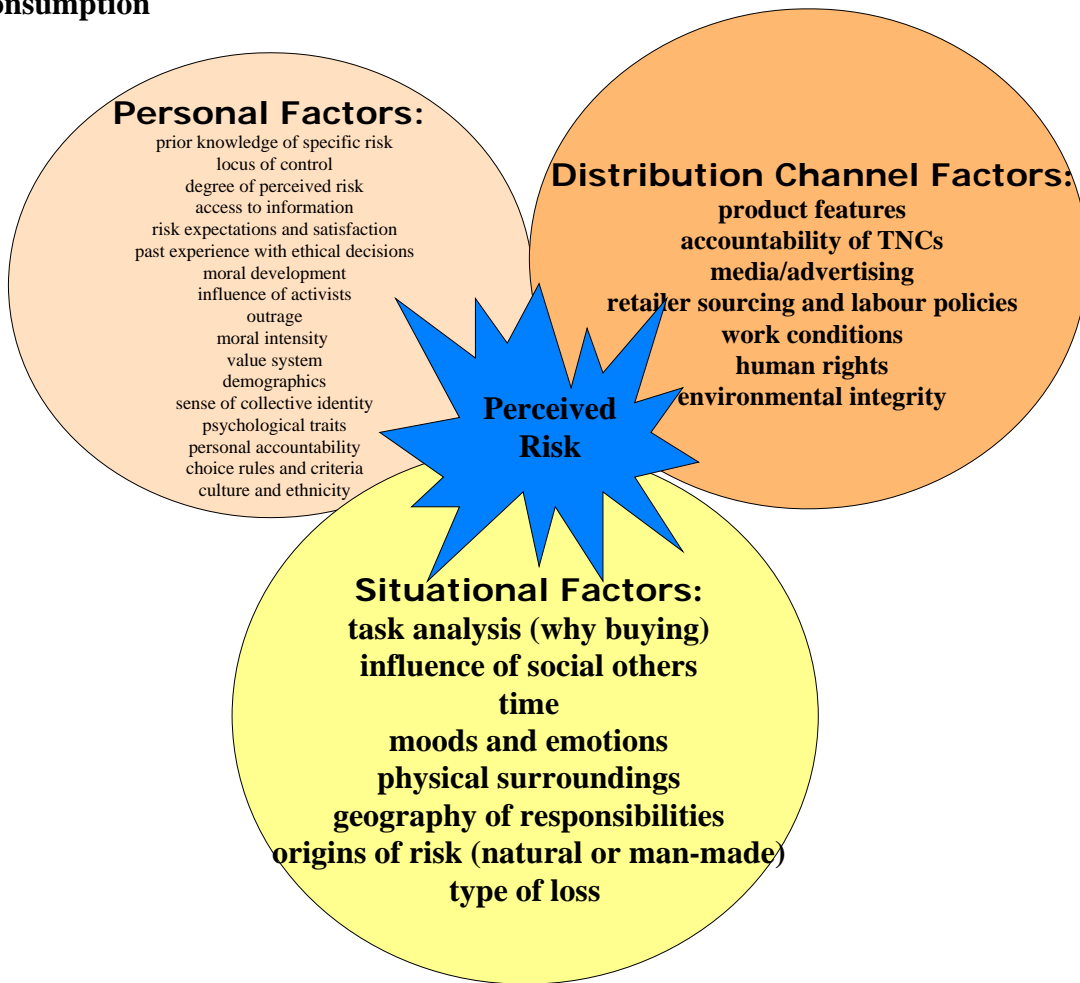 onsumption
Personal Factors:
prior knowledge of specific risk
locus of control
degree of perceived risk
access to information
risk expectations and satisfaction
past experience with ethical decisions
moral development
influence of activists
outrage
moral intensity
value system
demographics
sense of collective identity
psychological traits
personal accountability
choice rules and criteria
culture and ethnicity
Distribution Channel Factors:
product features
accountability of TNCs
media/advertising
retailer sourcing and labour policies
work conditions
human rights
environmental integrity
Perceived
Risk
Situational Factors:
task analysis (why buying)
influence of social others
time
moods and emotions
physical surroundings
geography of responsibilities
origins of risk (natural or man-made)
type of loss